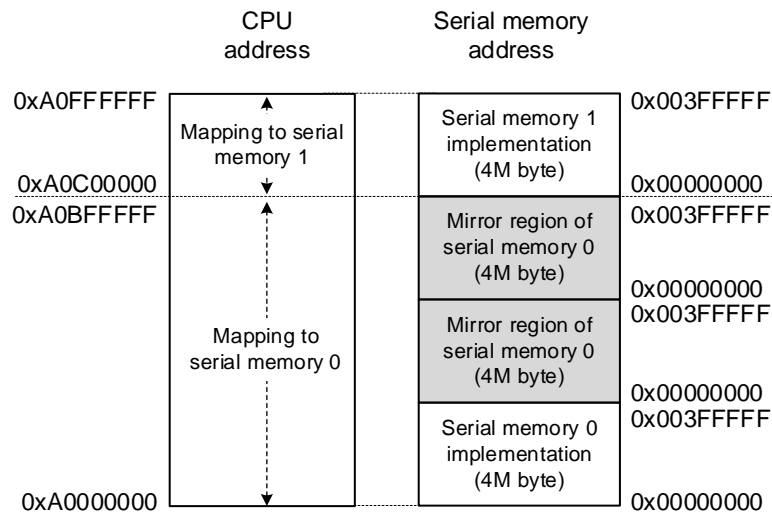 CPU
address
Serial memory
address
0xA0FFFFFF
Mapping to serial
memory 1
0xA0C00000
0xA0BFFFFF
Mapping to
serial memory 0
0xA0000000
Serial memory 1
implementation
(4M byte)
0x003FFFFF
0x00000000
Mirror region of
serial memory 0
(4M byte)
0x003FFFFF
0x00000000
Mirror region of
serial memory 0
(4M byte)
0x003FFFFF
0x00000000
Serial memory 0
implementation
(4M byte)
0x003FFFFF
0x00000000